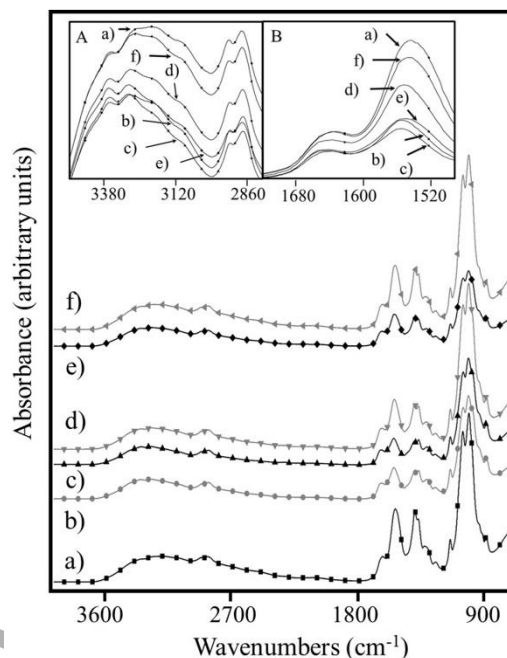 A
B
a)
f)
d)
b)
c)
e)
a)
f)
d)
e)
b)
c)
3380 3120 2860
1680 1600 1520
Absorbance (arbitrary units)
f)
e)
d)
c)
b)
a)
3600 2700 1800 900
Wavenumbers (cm⁻¹)